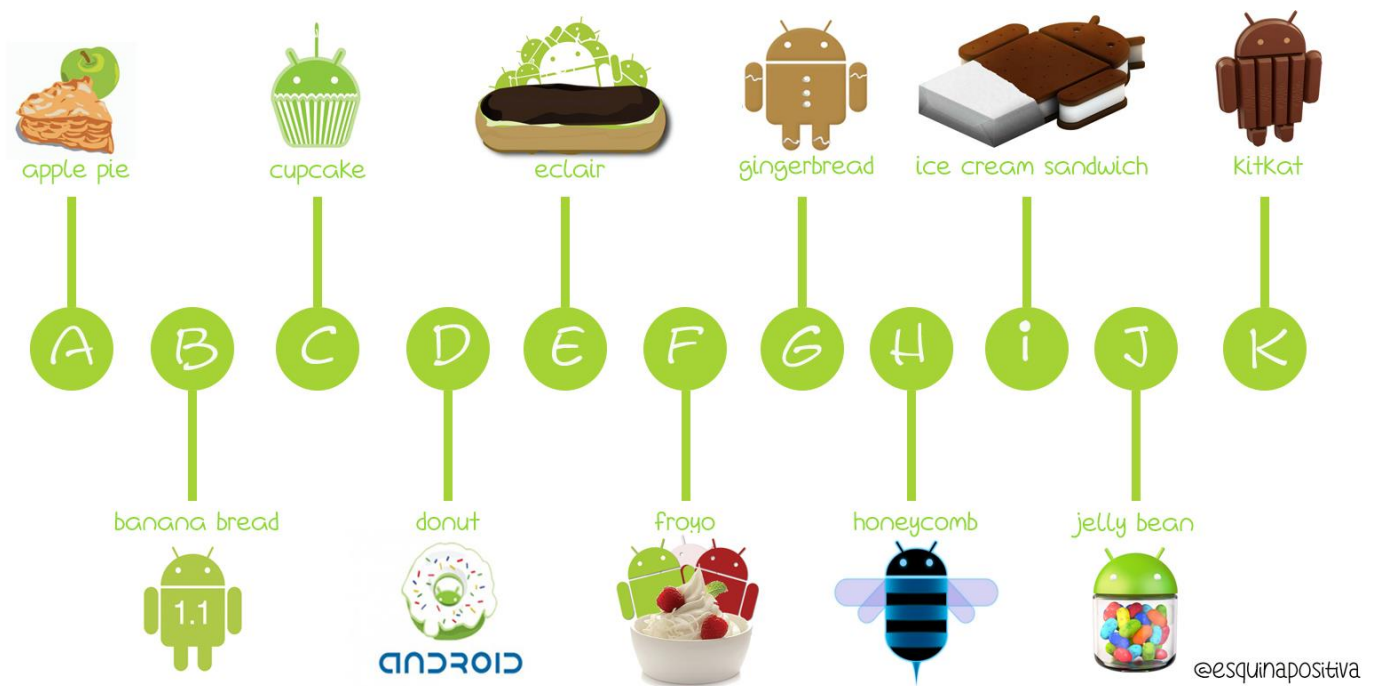 apple pie
cupcake
eclair
gingerbread
ice cream sandwich
KitKat
A
B
C
D
E
F
G
H
i
J
K
banana bread
donut
froyo
honeycomb
jelly bean
1.1
ANDROID
@esquinapositiva